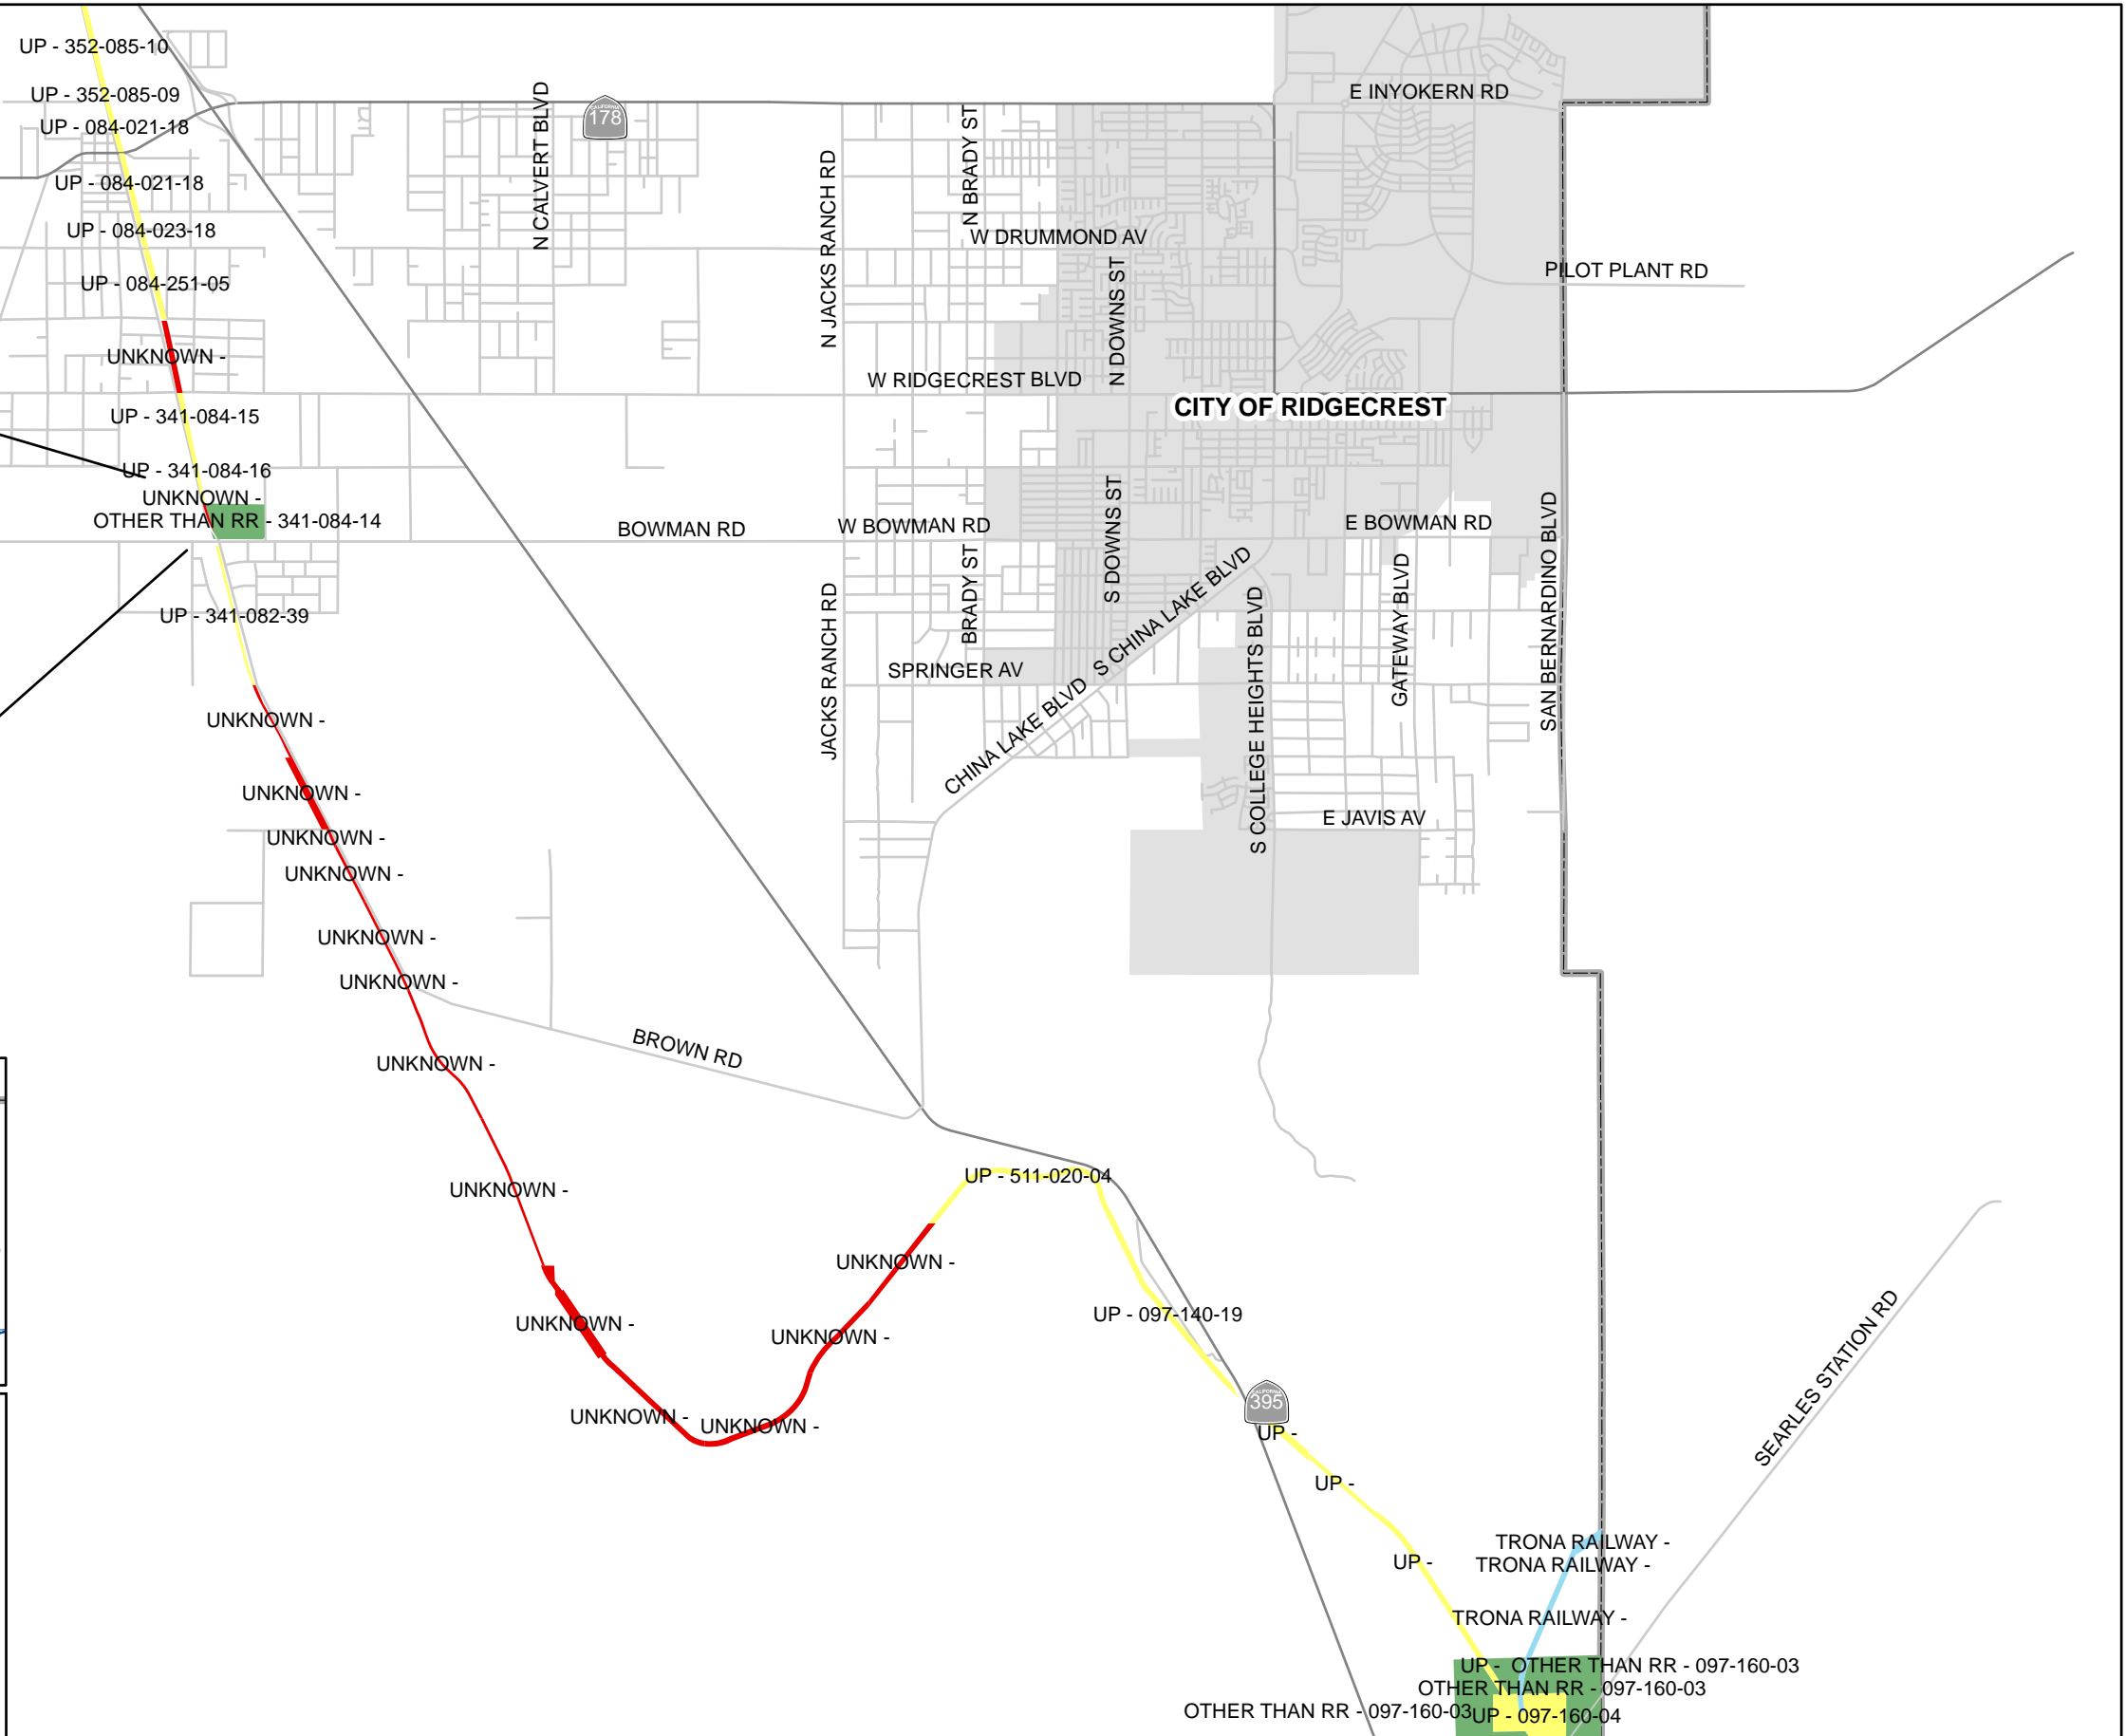 UP - 352-085-10
E INYOKERN RD
UP - 352-085-09
CALIFORNIA
178
UP - 084-021-18
N CALVERT BLVD
N BRADY ST
UP - 084-021-18
N JACKS RANCH RD
UP - 084-023-18
W DRUMMOND AV
PILOT PLANT RD
UP - 084-251-05
N DOWNS ST
UNKNOWN -
W RIDGECREST BLVD
CITY OF RIDGECREST
UP - 341-084-15
UP - 341-084-16
UNKNOWN -
OTHER THAN RR - 341-084-14
BOWMAN RD
W BOWMAN RD
E BOWMAN RD
S DOWNS ST
SAN BERNARDINO BLVD
BRADY ST
S CHINA LAKE BLVD
GATEWAY BLVD
UP - 341-082-39
JACKS RANCH RD
SPRINGER AV
S COLLEGE HEIGHTS BLVD
CHINA LAKE BLVD
UNKNOWN -
UNKNOWN -
E JAVIS AV
UNKNOWN -
UNKNOWN -
UNKNOWN -
UNKNOWN -
BROWN RD
UNKNOWN -
UP - 511-020-04
UNKNOWN -
UNKNOWN -
UP - 097-140-19
UNKNOWN -
UNKNOWN -
SEARLES STATION RD
CALIFORNIA
395
UNKNOWN -
UNKNOWN -
UP -
UP -
TRONA RAILWAY -
UP -
TRONA RAILWAY -
TRONA RAILWAY -
UP -
OTHER THAN RR - 097-160-03
OTHER THAN RR - 097-160-03
OTHER THAN RR - 097-160-03
UP - 097-160-04